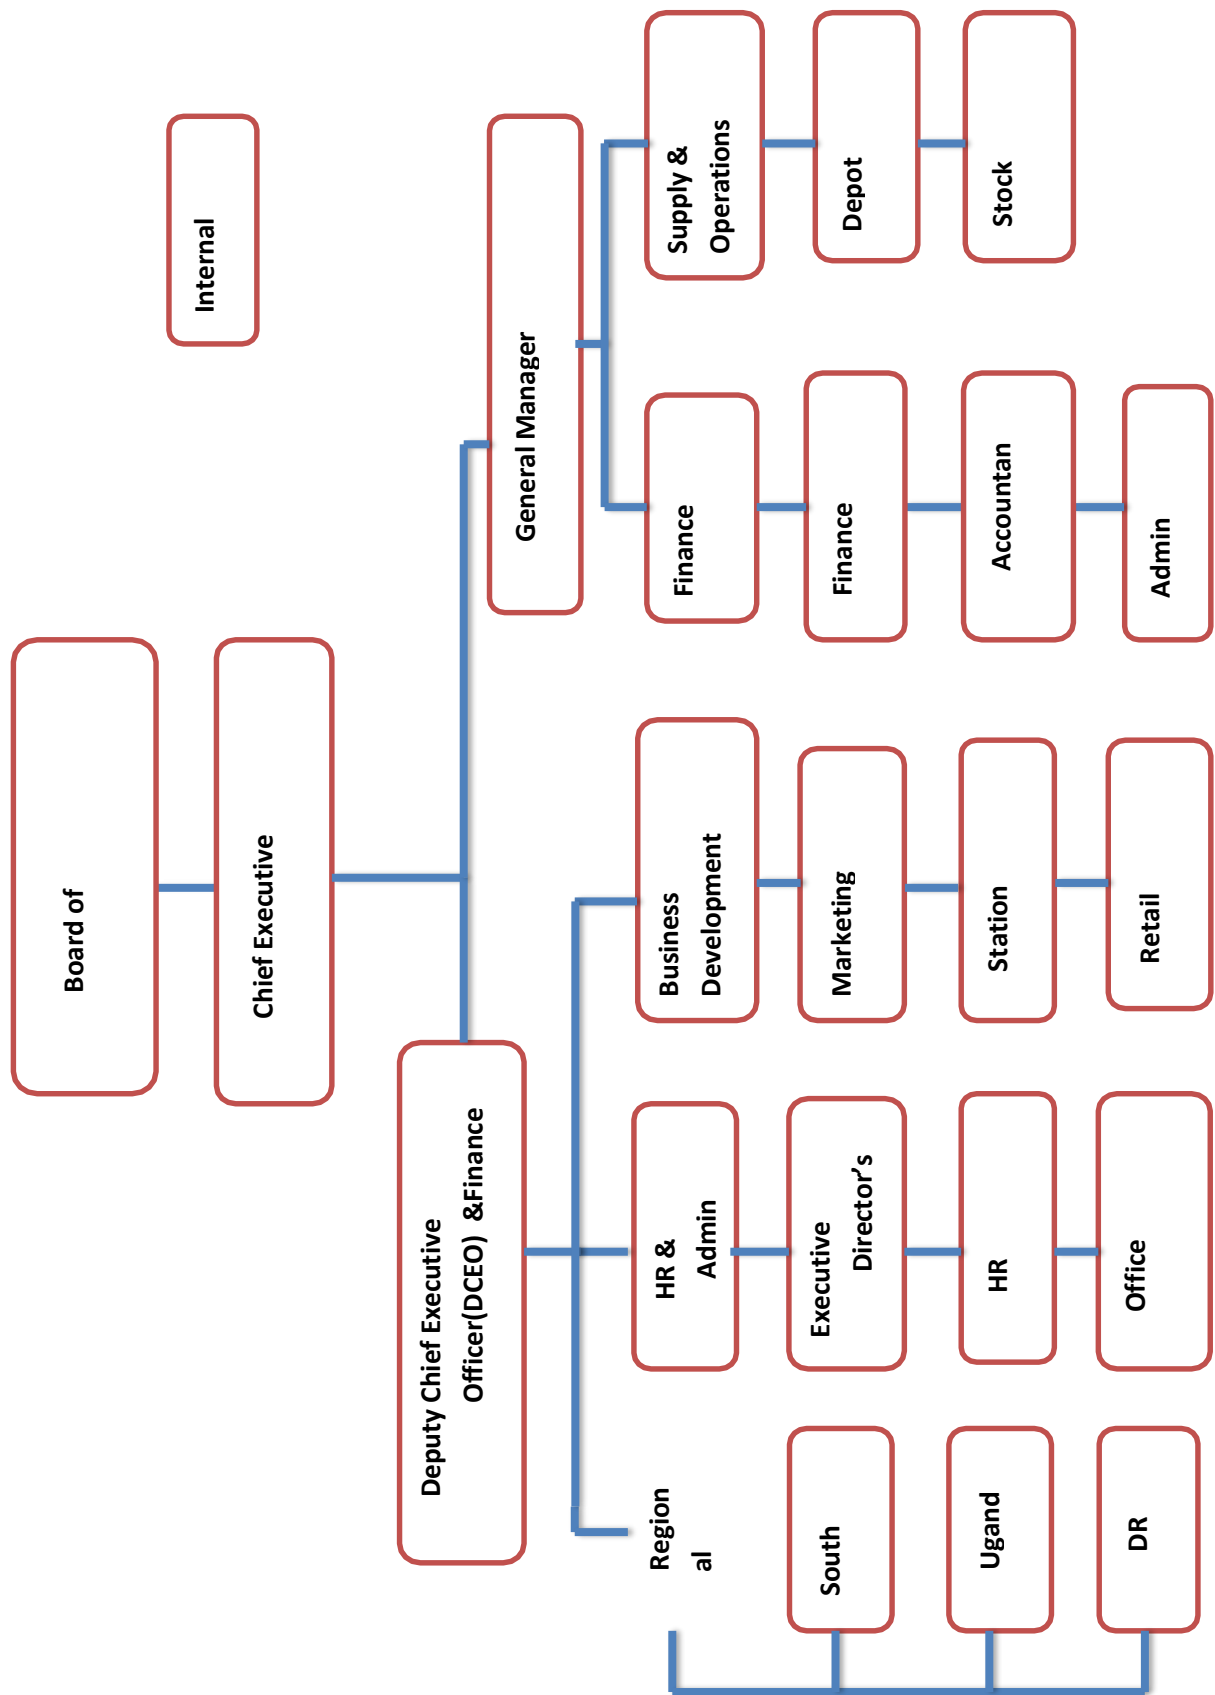 Board of
Internal
Chief Executive
Deputy Chief Executive
Officer(DCEO) &Finance
General Manager
Region
al
HR &
Admin
Business
Development
Finance
Supply &
Operations
South
Executive
Director’s
Marketing
Finance
Depot
Ugand
HR
Station
Accountan
Stock
DR
Office
Retail
Admin